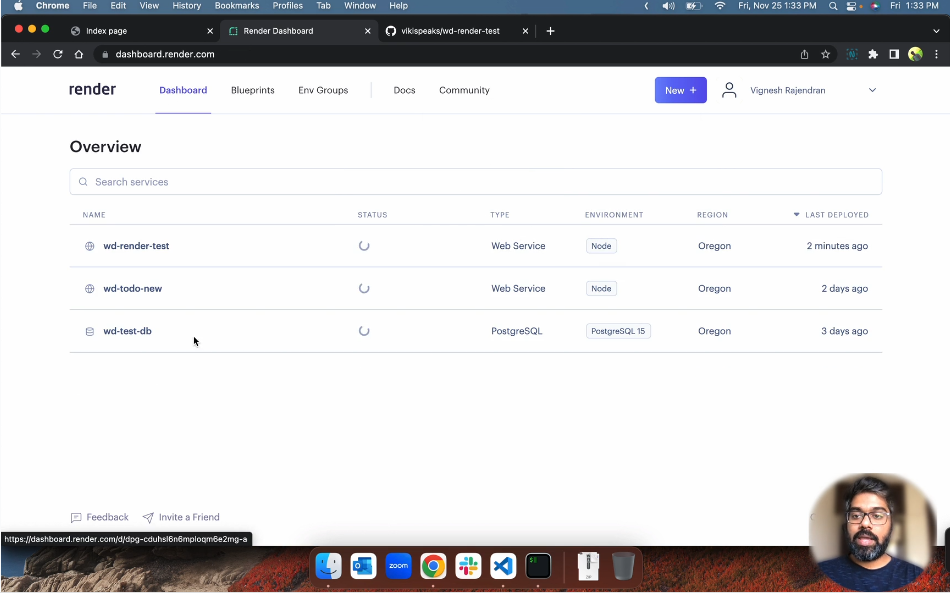 Chrome File Edit View History Bookmarks Profiles Tab Window Help Fri, Nov 25 1:33 PM Fri 1:33 PM
Index page Render Dashboard vikispeaks/wd-render-test
dashboard.render.com
render Dashboard Blueprints Env Groups Docs Community New + Vignesh Rajendran
Overview
Search services
NAME STATUS TYPE ENVIRONMENT REGION LAST DEPLOYED
wd-render-test Web Service Node Oregon 2 minutes ago
wd-todo-new Web Service Node Oregon 2 days ago
wd-test-db PostgreSQL PostgreSQL 15 Oregon 3 days ago
Feedback Invite a Friend
https://dashboard.render.com/d/dpg-cduhsl6n6mploqm6e2mg-a
zoom